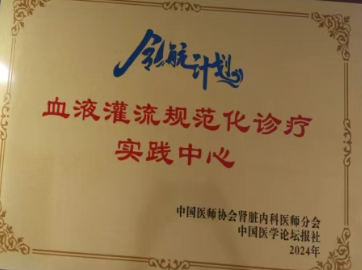 领航计划
血液灌流规范化诊疗
实践中心
中国医师协会肾脏内科医师分会
中国医学论坛报社
2024年